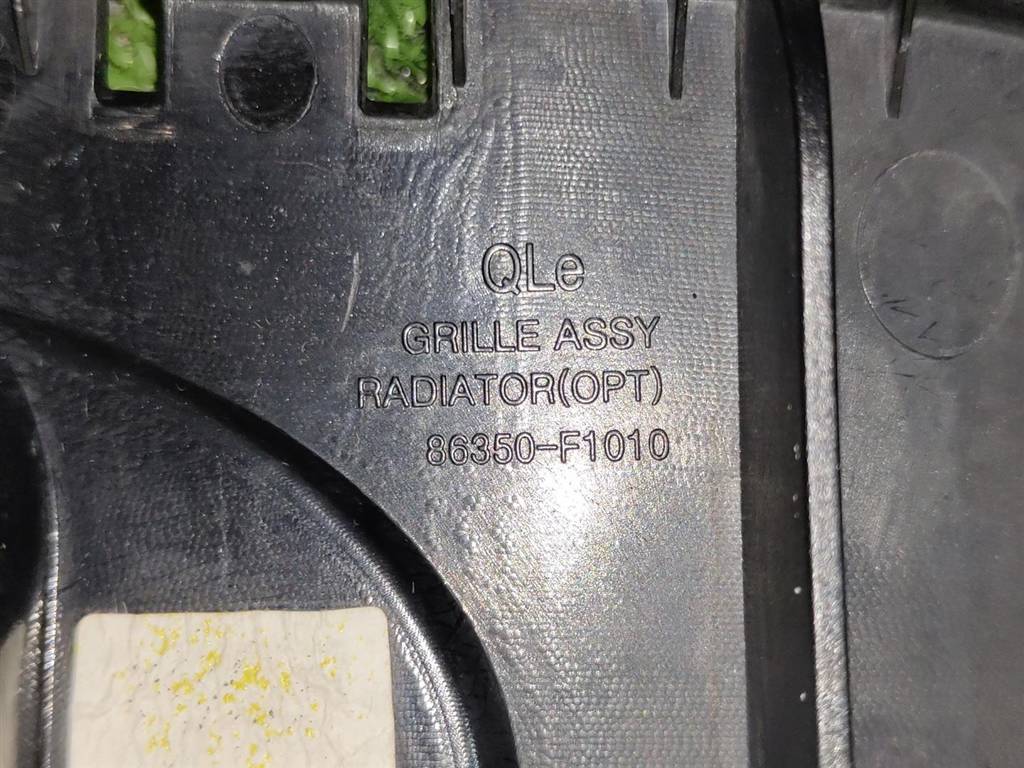 QLe
GRILLE ASSY
RADIATOR(OPT)
86350-F1010